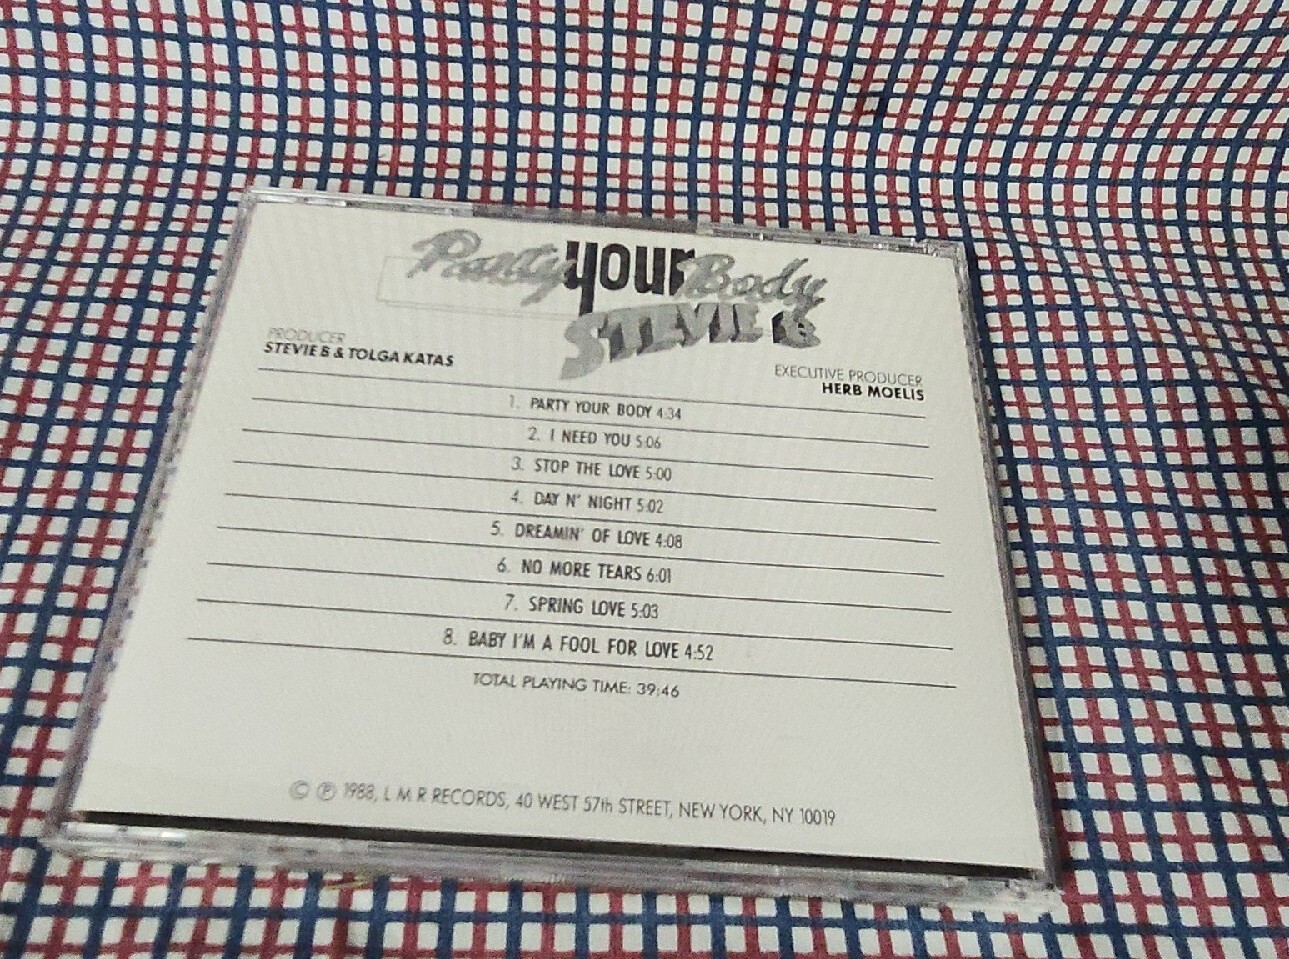 Party your Body
STEVIE B
PRODUCER
STEVIE B & TOLGA KATAS
EXECUTIVE PRODUCER
HERB MOELIS
1. PARTY YOUR BODY 4:34
2. I NEED YOU 5:06
3. STOP THE LOVE 5:00
4. DAY N' NIGHT 5:02
5. DREAMIN' OF LOVE 4:08
6. NO MORE TEARS 6:01
7. SPRING LOVE 5:03
8. BABY I'M A FOOL FOR LOVE 4:52
TOTAL PLAYING TIME: 39:46
© ℗ 1988, L M R RECORDS, 40 WEST 57th STREET, NEW YORK, NY 10019